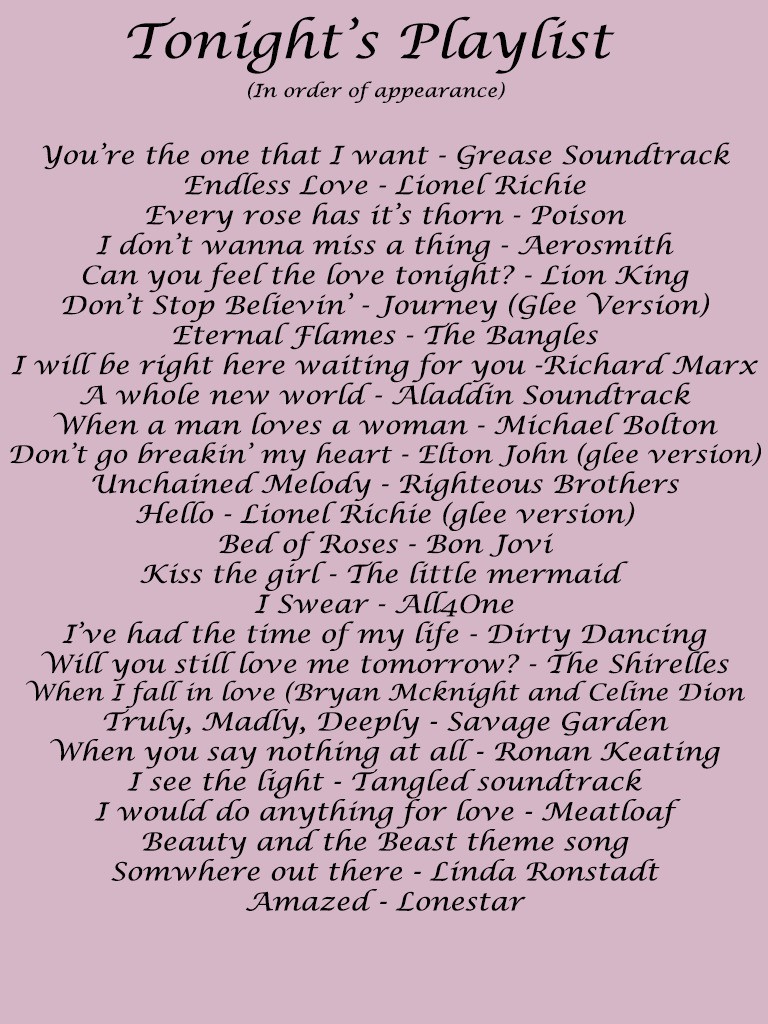 Tonight's Playlist
(In order of appearance)
You're the one that I want - Grease Soundtrack
Endless Love - Lionel Richie
Every rose has it's thorn - Poison
I don't wanna miss a thing - Aerosmith
Can you feel the love tonight? - Lion King
Don't Stop Believin' - Journey (Glee Version)
Eternal Flames - The Bangles
I will be right here waiting for you -Richard Marx
A whole new world - Aladdin Soundtrack
When a man loves a woman - Michael Bolton
Don't go breakin' my heart - Elton John (glee version)
Unchained Melody - Righteous Brothers
Hello - Lionel Richie (glee version)
Bed of Roses - Bon Jovi
Kiss the girl - The little mermaid
I Swear - All4One
I've had the time of my life - Dirty Dancing
Will you still love me tomorrow? - The Shirelles
When I fall in love (Bryan Mcknight and Celine Dion
Truly, Madly, Deeply - Savage Garden
When you say nothing at all - Ronan Keating
I see the light - Tangled soundtrack
I would do anything for love - Meatloaf
Beauty and the Beast theme song
Somwhere out there - Linda Ronstadt
Amazed - Lonestar